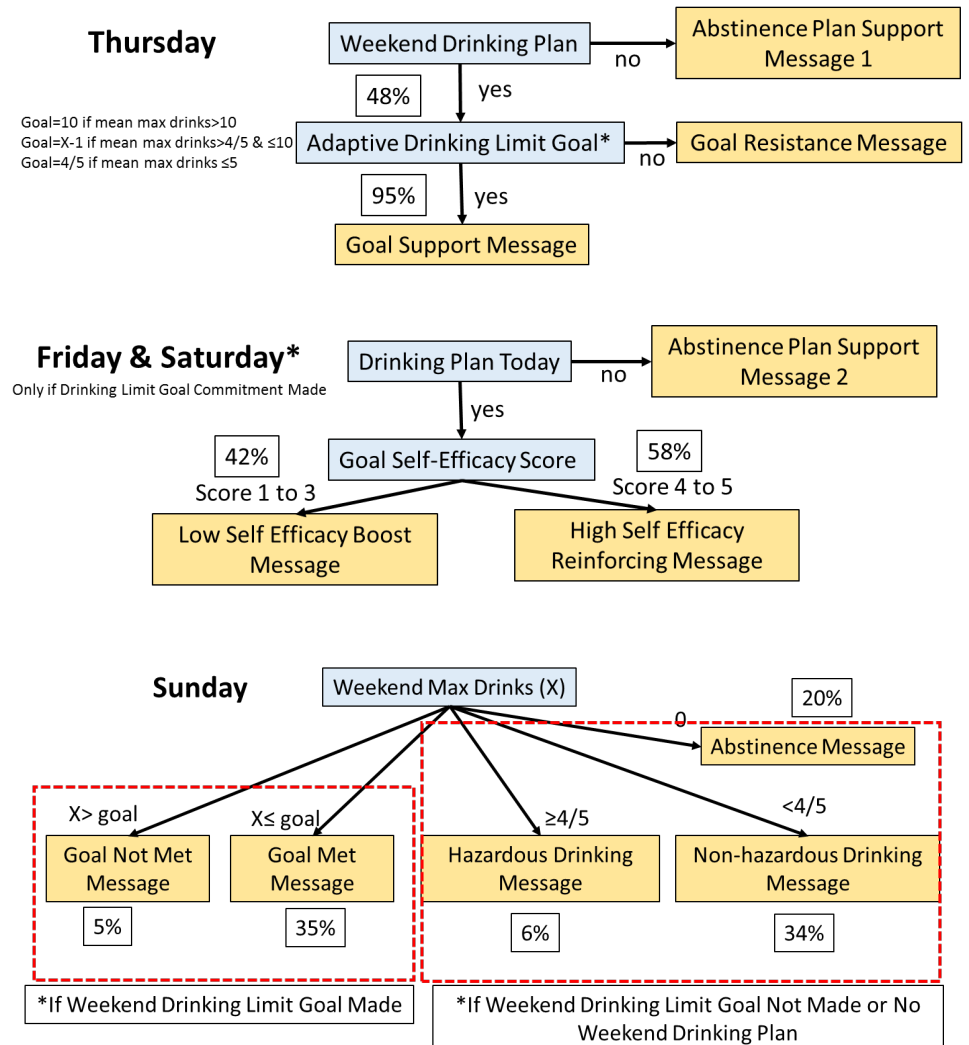 Thursday
Weekend Drinking Plan
no
Abstinence Plan Support
Message 1
48%
yes
Goal=10 if mean max drinks>10
Goal=X-1 if mean max drinks>4/5 & ≤10
Goal=4/5 if mean max drinks ≤5
Adaptive Drinking Limit Goal*
no
Goal Resistance Message
95%
yes
Goal Support Message
Friday & Saturday*
Only if Drinking Limit Goal Commitment Made
Drinking Plan Today
no
Abstinence Plan Support
Message 2
yes
42%
Score 1 to 3
Goal Self-Efficacy Score
58%
Score 4 to 5
Low Self Efficacy Boost
Message
High Self Efficacy
Reinforcing Message
Sunday
Weekend Max Drinks (X)
20%
0
Abstinence Message
X> goal
X≤ goal
≥4/5
<4/5
Goal Not Met
Message
Goal Met
Message
Hazardous Drinking
Message
Non-hazardous Drinking
Message
5%
35%
6%
34%
*If Weekend Drinking Limit Goal Made
*If Weekend Drinking Limit Goal Not Made or No
Weekend Drinking Plan